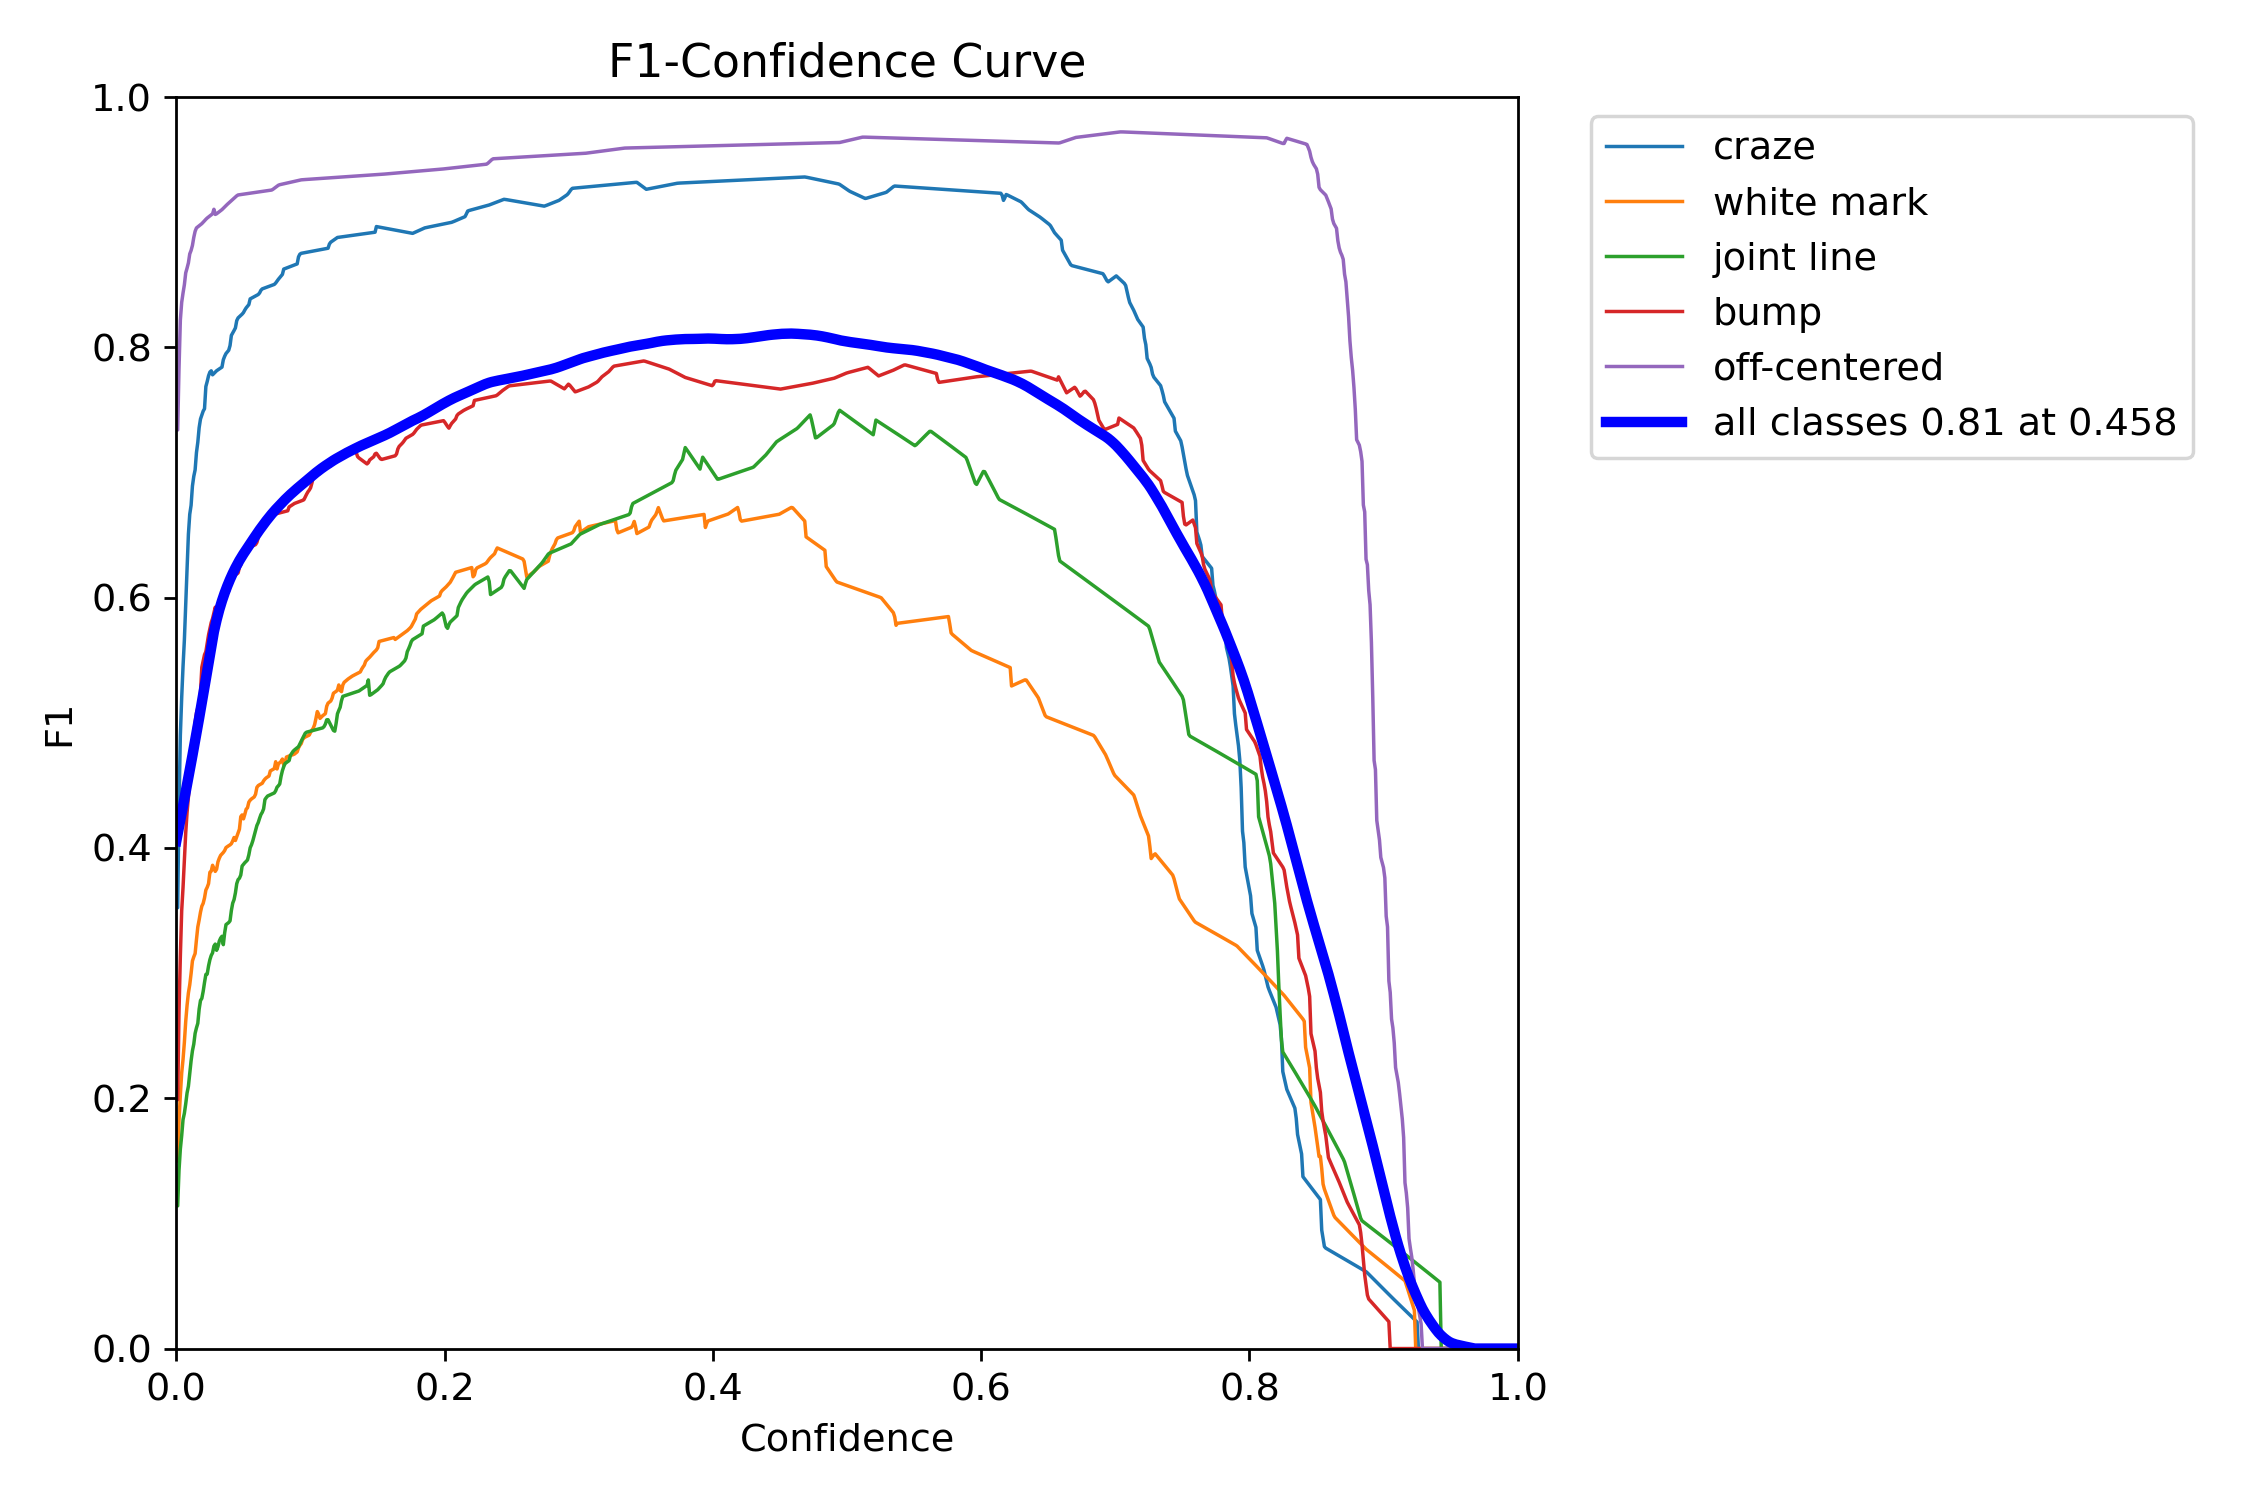 F1-Confidence Curve
1.0
0.8
0.6
0.4
0.2
0.0
F1
0.0 0.2 0.4 0.6 0.8 1.0
Confidence
craze
white mark
joint line
bump
off-centered
all classes 0.81 at 0.458